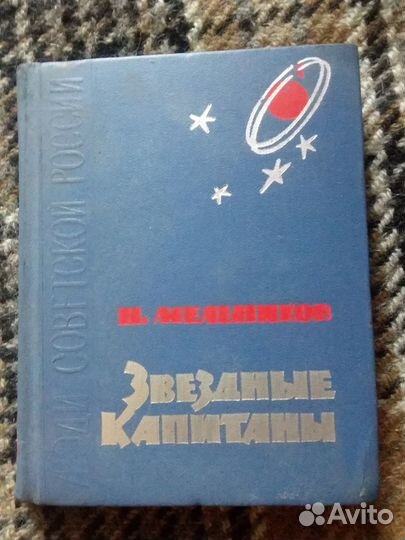 ЛЮДИ СОВЕТСКОЙ РОССИИ
Н. МЕЛЬНИКОВ
ЗВЕЗДНЫЕ
КАПИТАНЫ
Avito